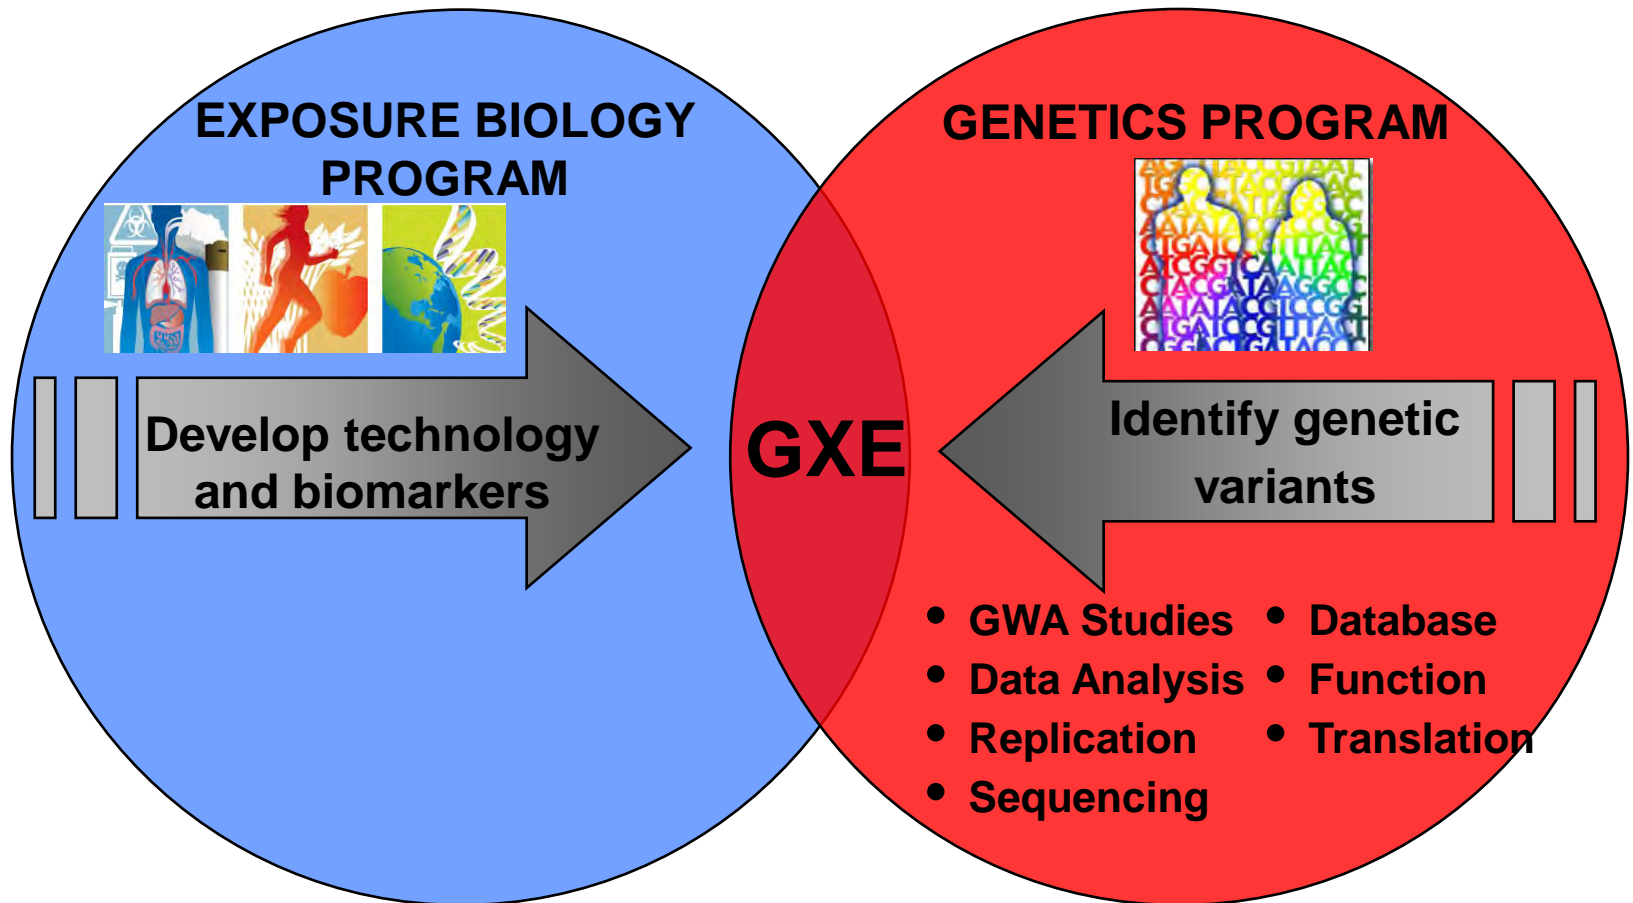 EXPOSURE BIOLOGY
PROGRAM
GENETICS PROGRAM
Develop technology
and biomarkers
GXE
Identify genetic
variants
• GWA Studies
• Data Analysis
• Replication
• Sequencing
• Database
• Function
• Translation